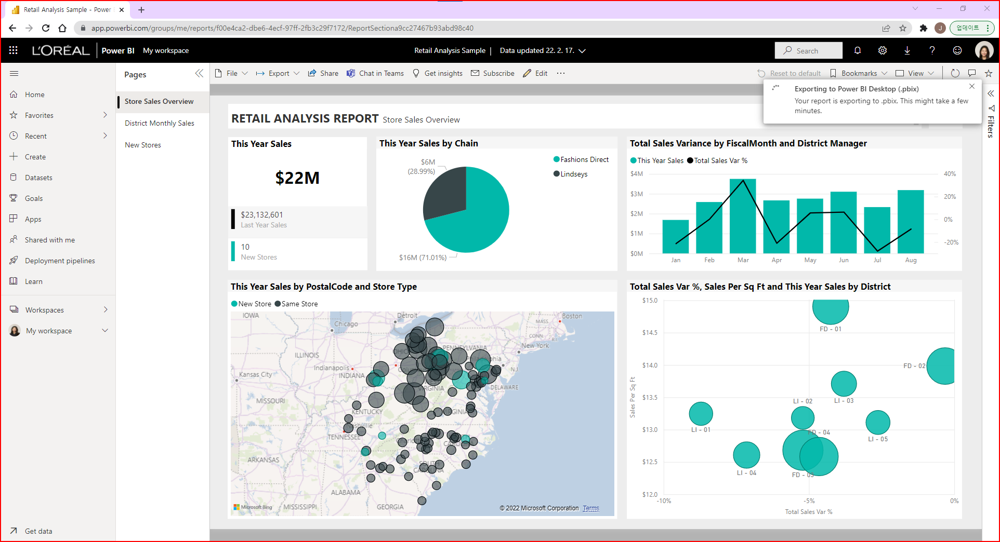 Retail Analysis Sample - Power
app.powerbi.com/groups/me/reports/f00e4ca2-dbe6-4ecf-97ff-2fb3c29f7172/ReportSectiona9cc27467b93abd98c40
J
업데이트
L'ORÉAL
Power BI
My workspace
Retail Analysis Sample | Data updated 22. 2. 17.
Search
Home
Favorites
Recent
Create
Datasets
Goals
Apps
Shared with me
Deployment pipelines
Learn
Workspaces
My workspace
Get data
Pages
Store Sales Overview
District Monthly Sales
New Stores
File
Export
Share
Chat in Teams
Get insights
Subscribe
Edit
Reset to default
Bookmarks
View
Exporting to Power BI Desktop (.pbix)
Your report is exporting to .pbix. This might take a few
minutes.
Filters
RETAIL ANALYSIS REPORT Store Sales Overview
This Year Sales
$22M
$23,132,601
Last Year Sales
10
New Stores
This Year Sales by Chain
Fashions Direct
Lindseys
$6M
(28.99%)
$16M (71.01%)
Total Sales Variance by FiscalMonth and District Manager
This Year Sales
Total Sales Var %
$4M
$3M
$2M
$1M
$0M
40%
20%
0%
-20%
Jan Feb Mar Apr May Jun Jul Aug
This Year Sales by PostalCode and Store Type
New Store
Same Store
IOWA
Detroit
Boston
Chicago
MASS.
CONN.
R.I.
New York
PENNSYLVANIA
OHIO
ILLINOIS
Indianapolis
INDIANA
N.J.
Kansas City
DELAWARE
VIRGINIA
MISSOURI
KENTUCKY
VIRGINIA
TENNESSEE
ARKANSAS
SOUTH
CAROLINA
ALABAMA
MISSISSIPPI
GEORGIA
Microsoft Bing
© 2022 Microsoft Corporation Terms
Total Sales Var %, Sales Per Sq Ft and This Year Sales by District
Sales Per Sq Ft
$15.0
$14.5
$14.0
$13.5
$13.0
$12.5
$12.0
FD - 01
FD - 02
LI - 03
LI - 02
LI - 01
FD - 04
LI - 05
LI - 04
FD - 03
-10%
-5%
0%
Total Sales Var %